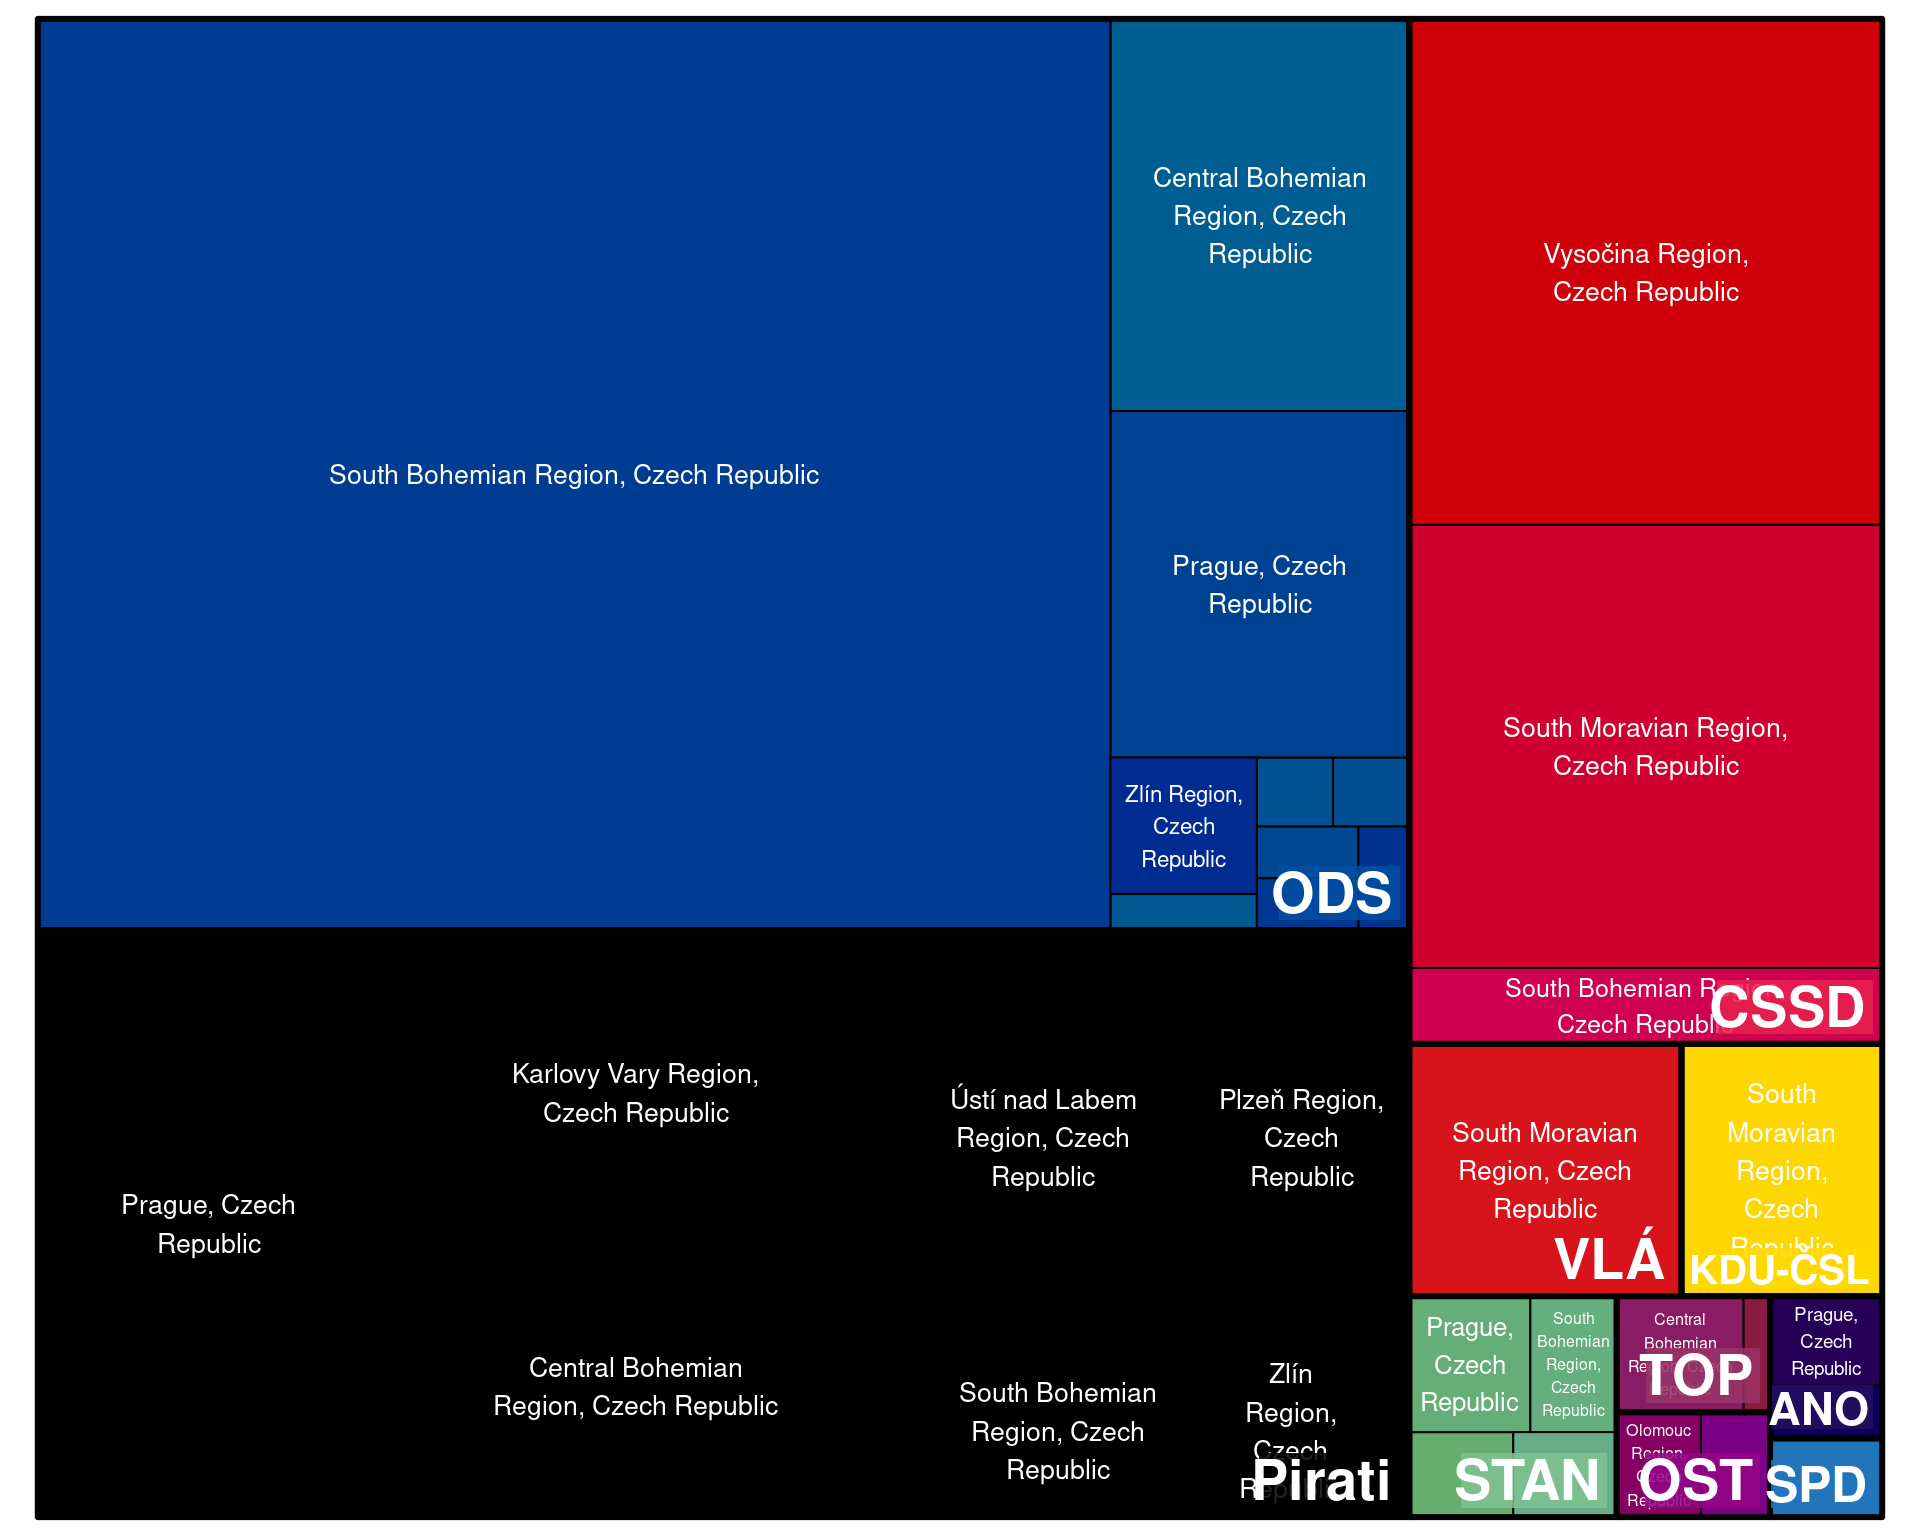 South Bohemian Region, Czech Republic
Central Bohemian
Region, Czech
Republic
Prague, Czech
Republic
Zlín Region,
Czech
Republic
ODS
Vysočina Region,
Czech Republic
South Moravian Region,
Czech Republic
South Bohemian
Czech
CSSD
Prague, Czech
Republic
Karlovy Vary Region,
Czech Republic
Central Bohemian
Region, Czech Republic
Ústí nad Labem
Region, Czech
Republic
Plzeň Region,
Czech
Republic
South Bohemian
Region, Czech
Republic
Zlín
Region,
Czech
Pirati
South Moravian
Region, Czech
Republic
VLÁ
South
Moravian
Region,
Czech
Republic
KDU-ČSL
Prague,
Czech
Republic
South
Bohemian
Region,
Czech
Republic
STAN
Central
Bohemian
TOP
Prague,
Czech
Republic
ANO
Olomouc
Region,
OST
SPD